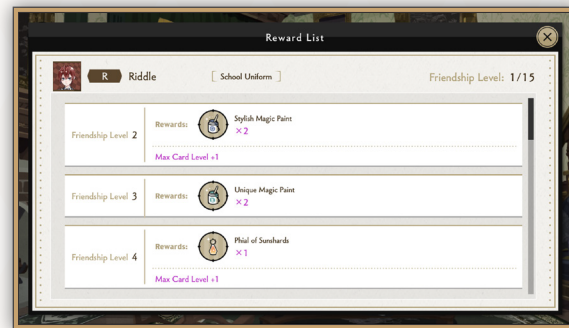 Reward List
R Riddle [ School Uniform ] Friendship Level: 1/15
Friendship Level 2
Rewards: Stylish Magic Paint
×2
Max Card Level +1
Friendship Level 3
Rewards: Unique Magic Paint
×2
Friendship Level 4
Rewards: Phial of Sunshards
×1
Max Card Level +1